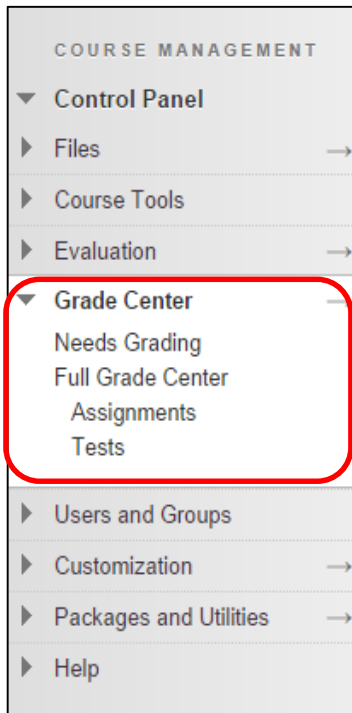 COURSE MANAGEMENT
Control Panel
Files
Course Tools
Evaluation
Grade Center
Needs Grading
Full Grade Center
Assignments
Tests
Users and Groups
Customization
Packages and Utilities
Help